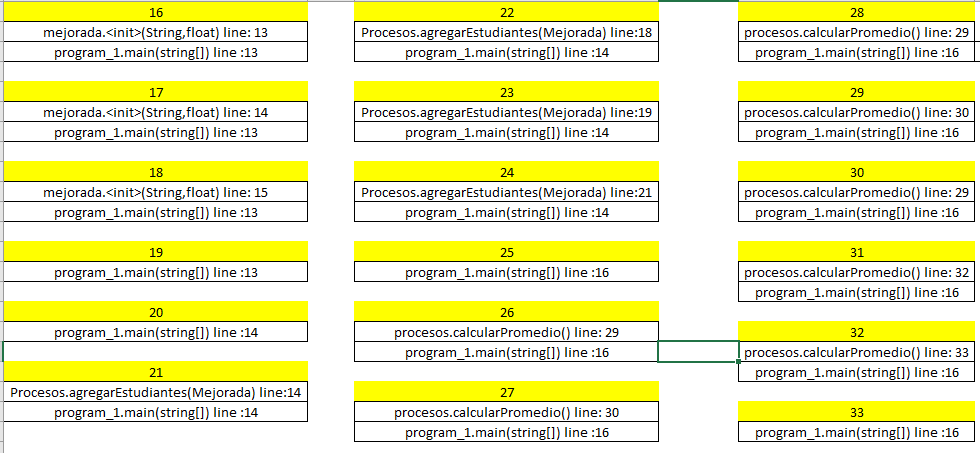 16
mejorada.<init>(String,float) line: 13
program_1.main(string[]) line :13
17
mejorada.<init>(String,float) line: 14
program_1.main(string[]) line :13
18
mejorada.<init>(String,float) line: 15
program_1.main(string[]) line :13
19
program_1.main(string[]) line :13
20
program_1.main(string[]) line :14
21
Procesos.agregarEstudiantes(Mejorada) line:14
program_1.main(string[]) line :14
22
Procesos.agregarEstudiantes(Mejorada) line:18
program_1.main(string[]) line :14
23
Procesos.agregarEstudiantes(Mejorada) line:19
program_1.main(string[]) line :14
24
Procesos.agregarEstudiantes(Mejorada) line:21
program_1.main(string[]) line :14
25
program_1.main(string[]) line :16
26
procesos.calcularPromedio() line: 29
program_1.main(string[]) line :16
27
procesos.calcularPromedio() line: 30
program_1.main(string[]) line :16
28
procesos.calcularPromedio() line: 29
program_1.main(string[]) line :16
29
procesos.calcularPromedio() line: 30
program_1.main(string[]) line :16
30
procesos.calcularPromedio() line: 29
program_1.main(string[]) line :16
31
procesos.calcularPromedio() line: 32
program_1.main(string[]) line :16
32
procesos.calcularPromedio() line: 33
program_1.main(string[]) line :16
33
program_1.main(string[]) line :16